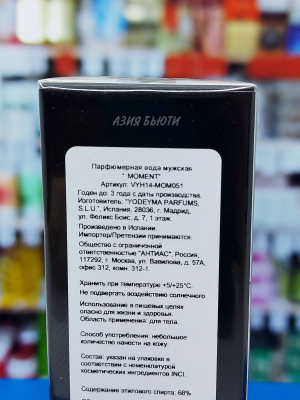 АЗИЯ БЬЮТИ
Парфюмерная вода мужская
" MOMENT"
Артикул: VYH14-MOM051
Годен до: 3 года с даты производства.
Изготовитель: "YODEYMA PARFUMS,
S.L.U.", Испания, 28036, г. Мадрид,
ул. Феликс Боис, д. 7, 1 этаж.
Произведено в Испании.
Импортер/Претензии принимаются:
Общество с ограниченной
ответственностью "АНТИАС". Россия,
117292, г. Москва, ул. Вавилова, д. 57А,
офис 312, комн. 312-1.
Хранить при температуре +5/+25°С.
Не подвергать воздействию солнечного
Использование в пищевых целях
опасно для жизни и здоровья.
Область применения: для тела.
Способ употребления: небольшое
количество нанести на кожу.
Состав: указан на упаковке в
соответствии с номенклатурой
косметических ингредиентов INCI.
Содержание этилового спирта: 68%